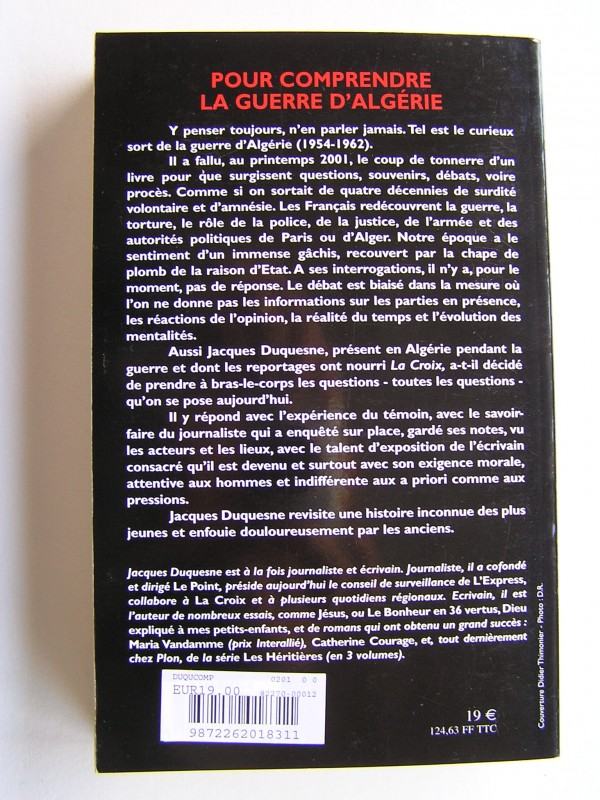 POUR COMPRENDRE
LA GUERRE D'ALGÉRIE
Y penser toujours, n'en parler jamais. Tel est le curieux
sort de la guerre d'Algérie (1954-1962).
Il a fallu, au printemps 2001, le coup de tonnerre d'un
livre pour que surgissent questions, souvenirs, débats, voire
procès. Comme si on sortait de quatre décennies de surdité
volontaire et d'amnésie. Les Français redécouvrent la guerre, la
torture, le rôle de la police, de la justice, de l'armée et des
autorités politiques de Paris ou d'Alger. Notre époque a le
sentiment d'un immense gâchis, recouvert par la chape de
plomb de la raison d'Etat. A ses interrogations, il n'y a, pour le
moment, pas de réponse. Le débat est biaisé dans la mesure où
l'on ne donne pas les informations sur les parties en présence,
les réactions de l'opinion, la réalité du temps et l'évolution des
mentalités.
Aussi Jacques Duquesne, présent en Algérie pendant la
guerre et dont les reportages ont nourri La Croix, a-t-il décidé
de prendre à bras-le-corps les questions - toutes les questions -
qu'on se pose aujourd'hui.
Il y répond avec l'expérience du témoin, avec le savoir-
faire du journaliste qui a enquêté sur place, gardé ses notes, vu
les acteurs et les lieux, avec le talent d'exposition de l'écrivain
consacré qu'il est devenu et surtout avec son exigence morale,
attentive aux hommes et indifférente aux a priori comme aux
pressions.
Jacques Duquesne revisite une histoire inconnue des plus
jeunes et enfouie douloureusement par les anciens.
Jacques Duquesne est à la fois journaliste et écrivain. Journaliste, il a cofondé
et dirigé Le Point, préside aujourd'hui le conseil de surveillance de L'Express,
collabore à La Croix et à plusieurs quotidiens régionaux. Ecrivain, il est
l'auteur de nombreux essais, comme Jésus, ou Le Bonheur en 36 vertus, Dieu
expliqué à mes petits-enfants, et de romans qui ont obtenu un grand succès :
Maria Vandamme (prix Interallié), Catherine Courage, et, tout dernièrement
chez Plon, de la série Les Héritières (en 3 volumes).
DUQUCOMP 0201 0 0
EUR19.00 82270-00012
9872262018311
19 €
124,63 FF TTC
Couverture Didier Thimonier - Photo : D.R.